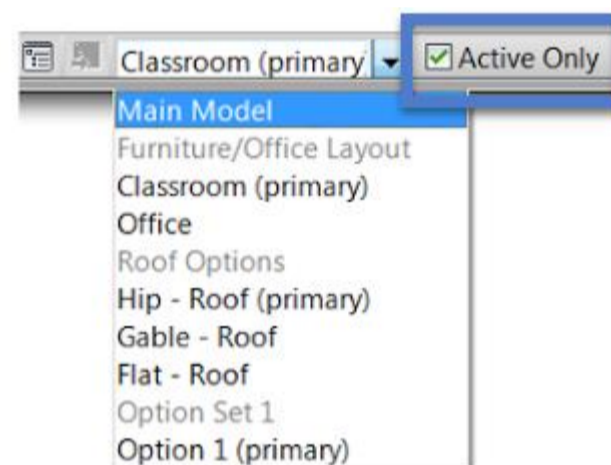 Classroom (primary) Active Only
Main Model
Furniture/Office Layout
Classroom (primary)
Office
Roof Options
Hip - Roof (primary)
Gable - Roof
Flat - Roof
Option Set 1
Option 1 (primary)